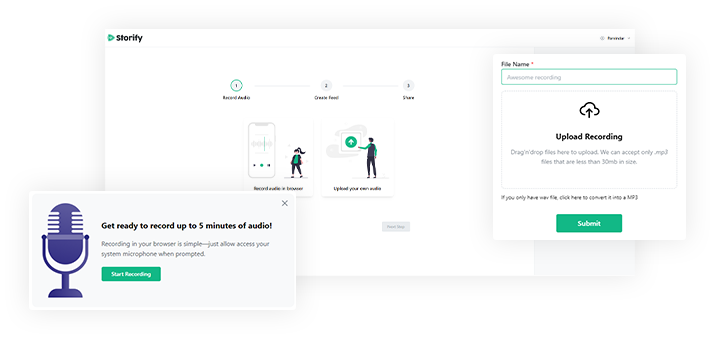 Storify
Parvindar
1
2
3
Record Audio
Create Feed
Share
Record audio in browser
Upload your own audio
Next Step
File Name *
Awesome recording
Upload Recording
Drag'n'drop files here to upload. We can accept only .mp3
files that are less than 30mb in size.
If you only have wav file, click here to convert it into a MP3
Submit
Get ready to record up to 5 minutes of audio!
Recording in your browser is simple—just allow access your
system microphone when prompted.
Start Recording